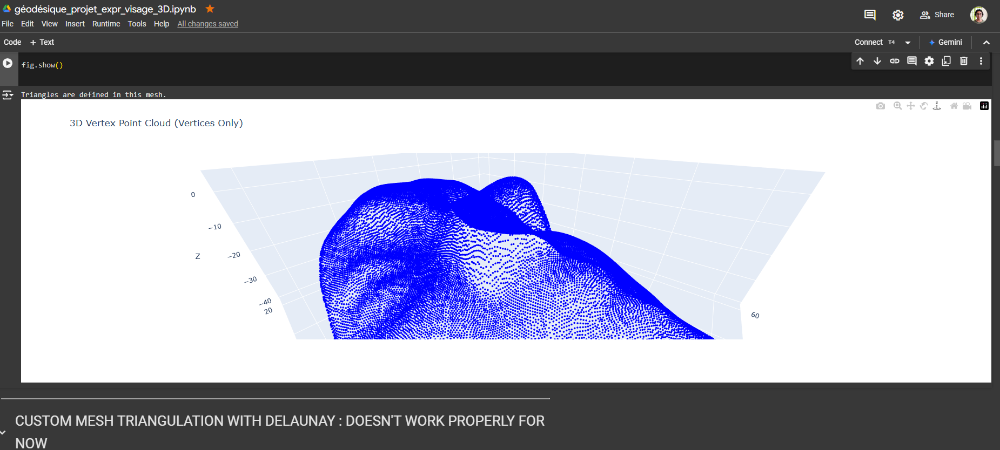 géodésique_projet_expr_visage_3D.ipynb
Share
File Edit View Insert Runtime Tools Help All changes saved
Code + Text
Connect T4
Gemini
fig.show()
Triangles are defined in this mesh.
3D Vertex Point Cloud (Vertices Only)
z
0
−10
−20
Z
−30
−40
20
60
CUSTOM MESH TRIANGULATION WITH DELAUNAY : DOESN'T WORK PROPERLY FOR
NOW